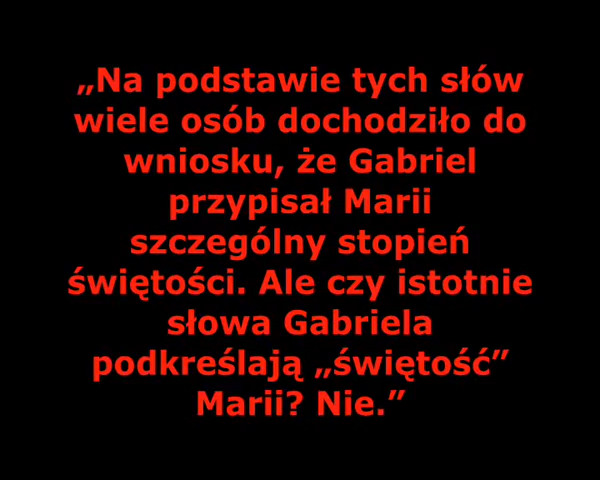 „Na podstawie tych słów
wiele osób dochodziło do
wniosku, że Gabriel
przypisał Marii
szczególny stopień
świętości. Ale czy istotnie
słowa Gabriela
podkreślają „świętość”
Marii? Nie.”